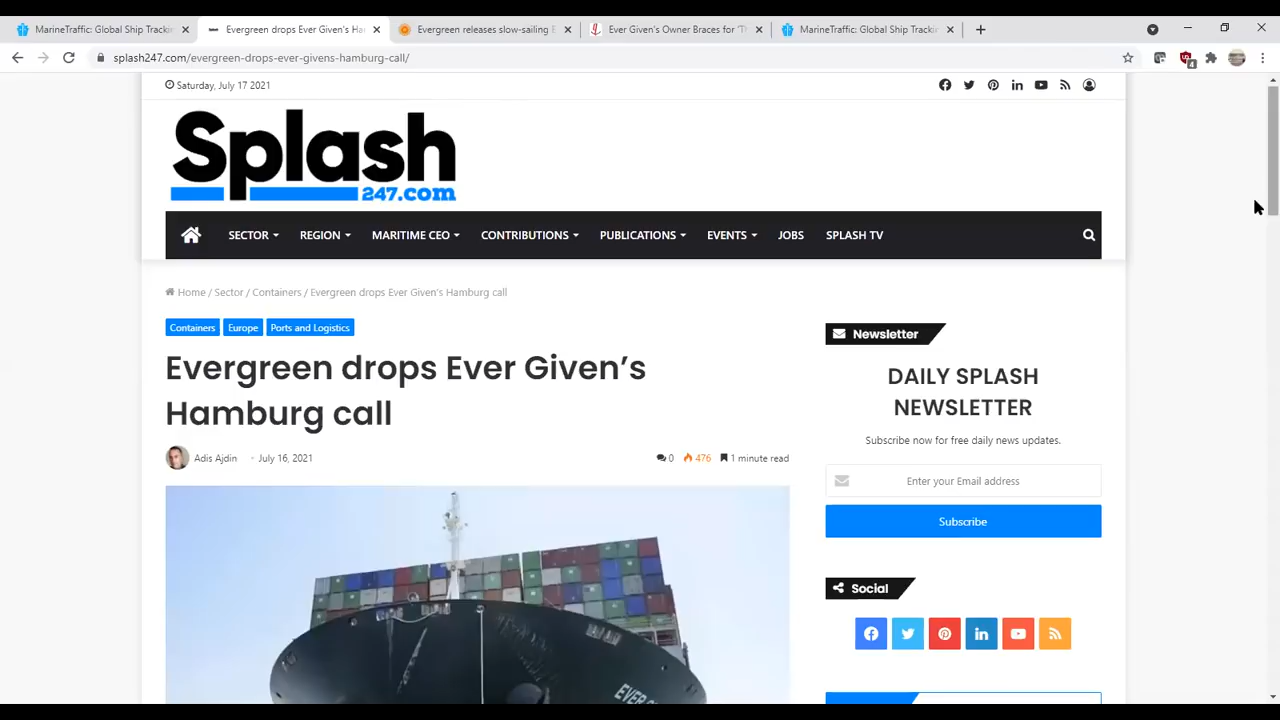 MarineTraffic: Global Ship Trackin
Evergreen drops Ever Given's Ha
Evergreen releases slow-sailing E
Ever Given's Owner Braces for 'Th
MarineTraffic: Global Ship Trackin
splash247.com/evergreen-drops-ever-givens-hamburg-call/
4
Saturday, July 17 2021
Splash
247.com
SECTOR REGION MARITIME CEO CONTRIBUTIONS PUBLICATIONS EVENTS JOBS SPLASH TV
Home / Sector / Containers / Evergreen drops Ever Given's Hamburg call
Containers Europe Ports and Logistics
Evergreen drops Ever Given’s
Hamburg call
Adis Ajdin • July 16, 2021
0 476 1 minute read
Newsletter
DAILY SPLASH
NEWSLETTER
Subscribe now for free daily news updates.
Enter your Email address
Subscribe
Social